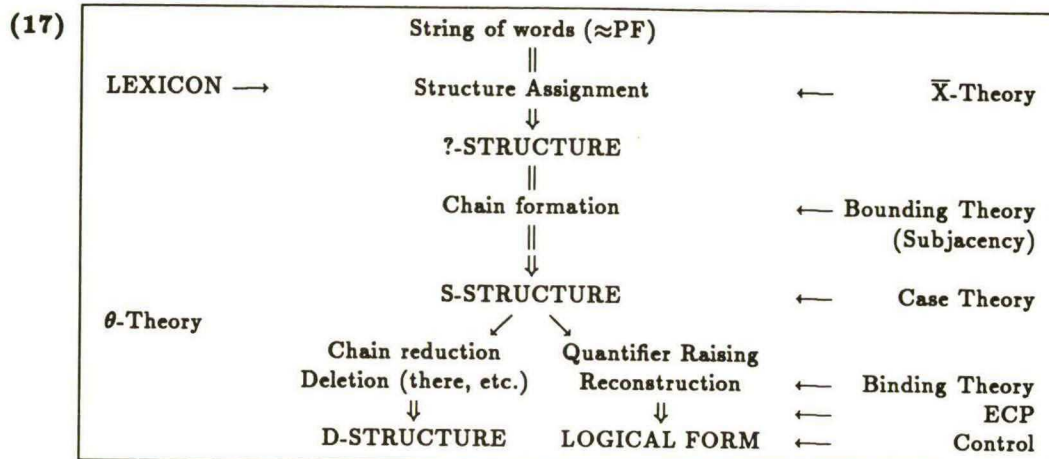 (17)
String of words (≈PF)
LEXICON → Structure Assignment ← X̄-Theory
?-STRUCTURE
Chain formation ← Bounding Theory
(Subjacency)
S-STRUCTURE ← Case Theory
θ-Theory
Chain reduction Quantifier Raising
Deletion (there, etc.) Reconstruction ← Binding Theory
← ECP
D-STRUCTURE LOGICAL FORM ← Control